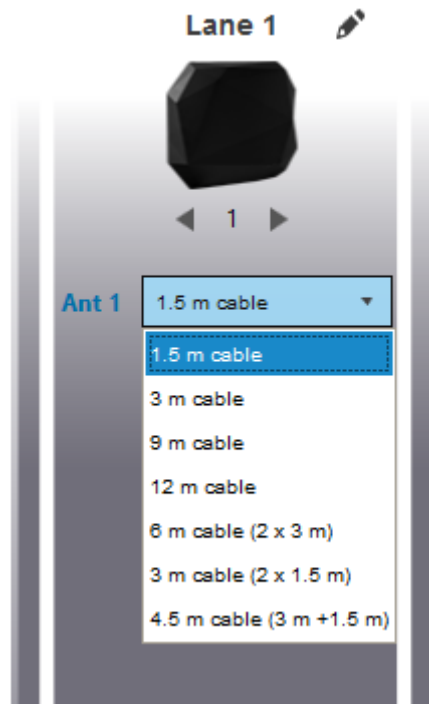 Lane 1
1
Ant 1 1.5 m cable
1.5 m cable
3 m cable
9 m cable
12 m cable
6 m cable (2 x 3 m)
3 m cable (2 x 1.5 m)
4.5 m cable (3 m +1.5 m)